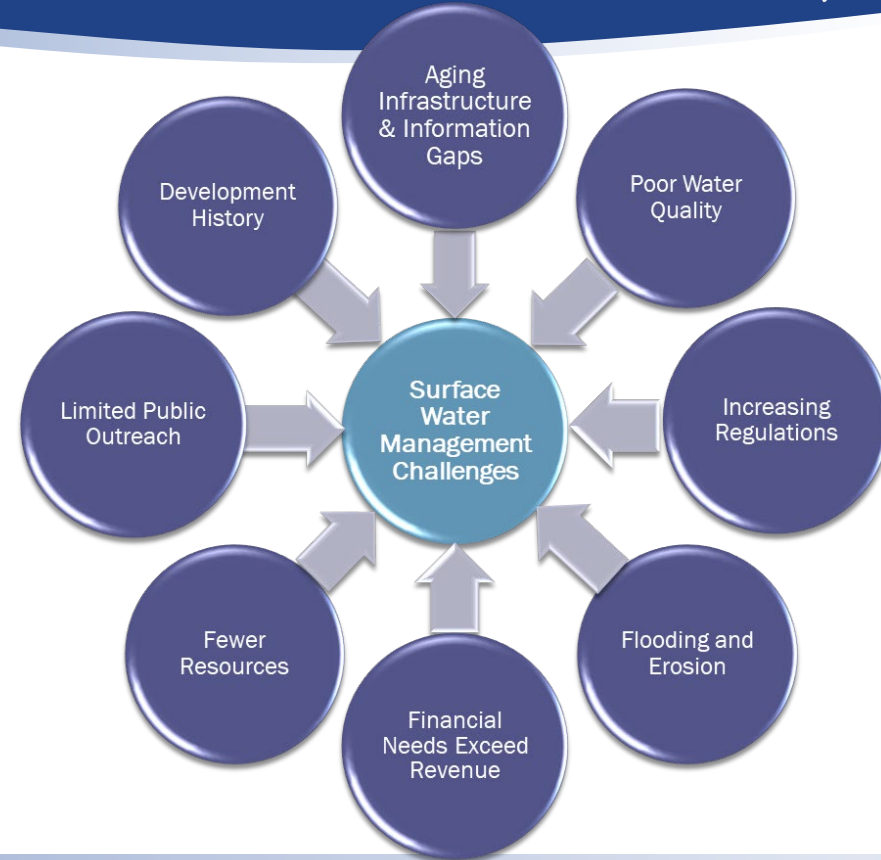 Aging
Infrastructure
& Information
Gaps
Poor Water
Quality
Increasing
Regulations
Flooding and
Erosion
Financial
Needs Exceed
Revenue
Fewer
Resources
Limited Public
Outreach
Development
History
Surface
Water
Management
Challenges